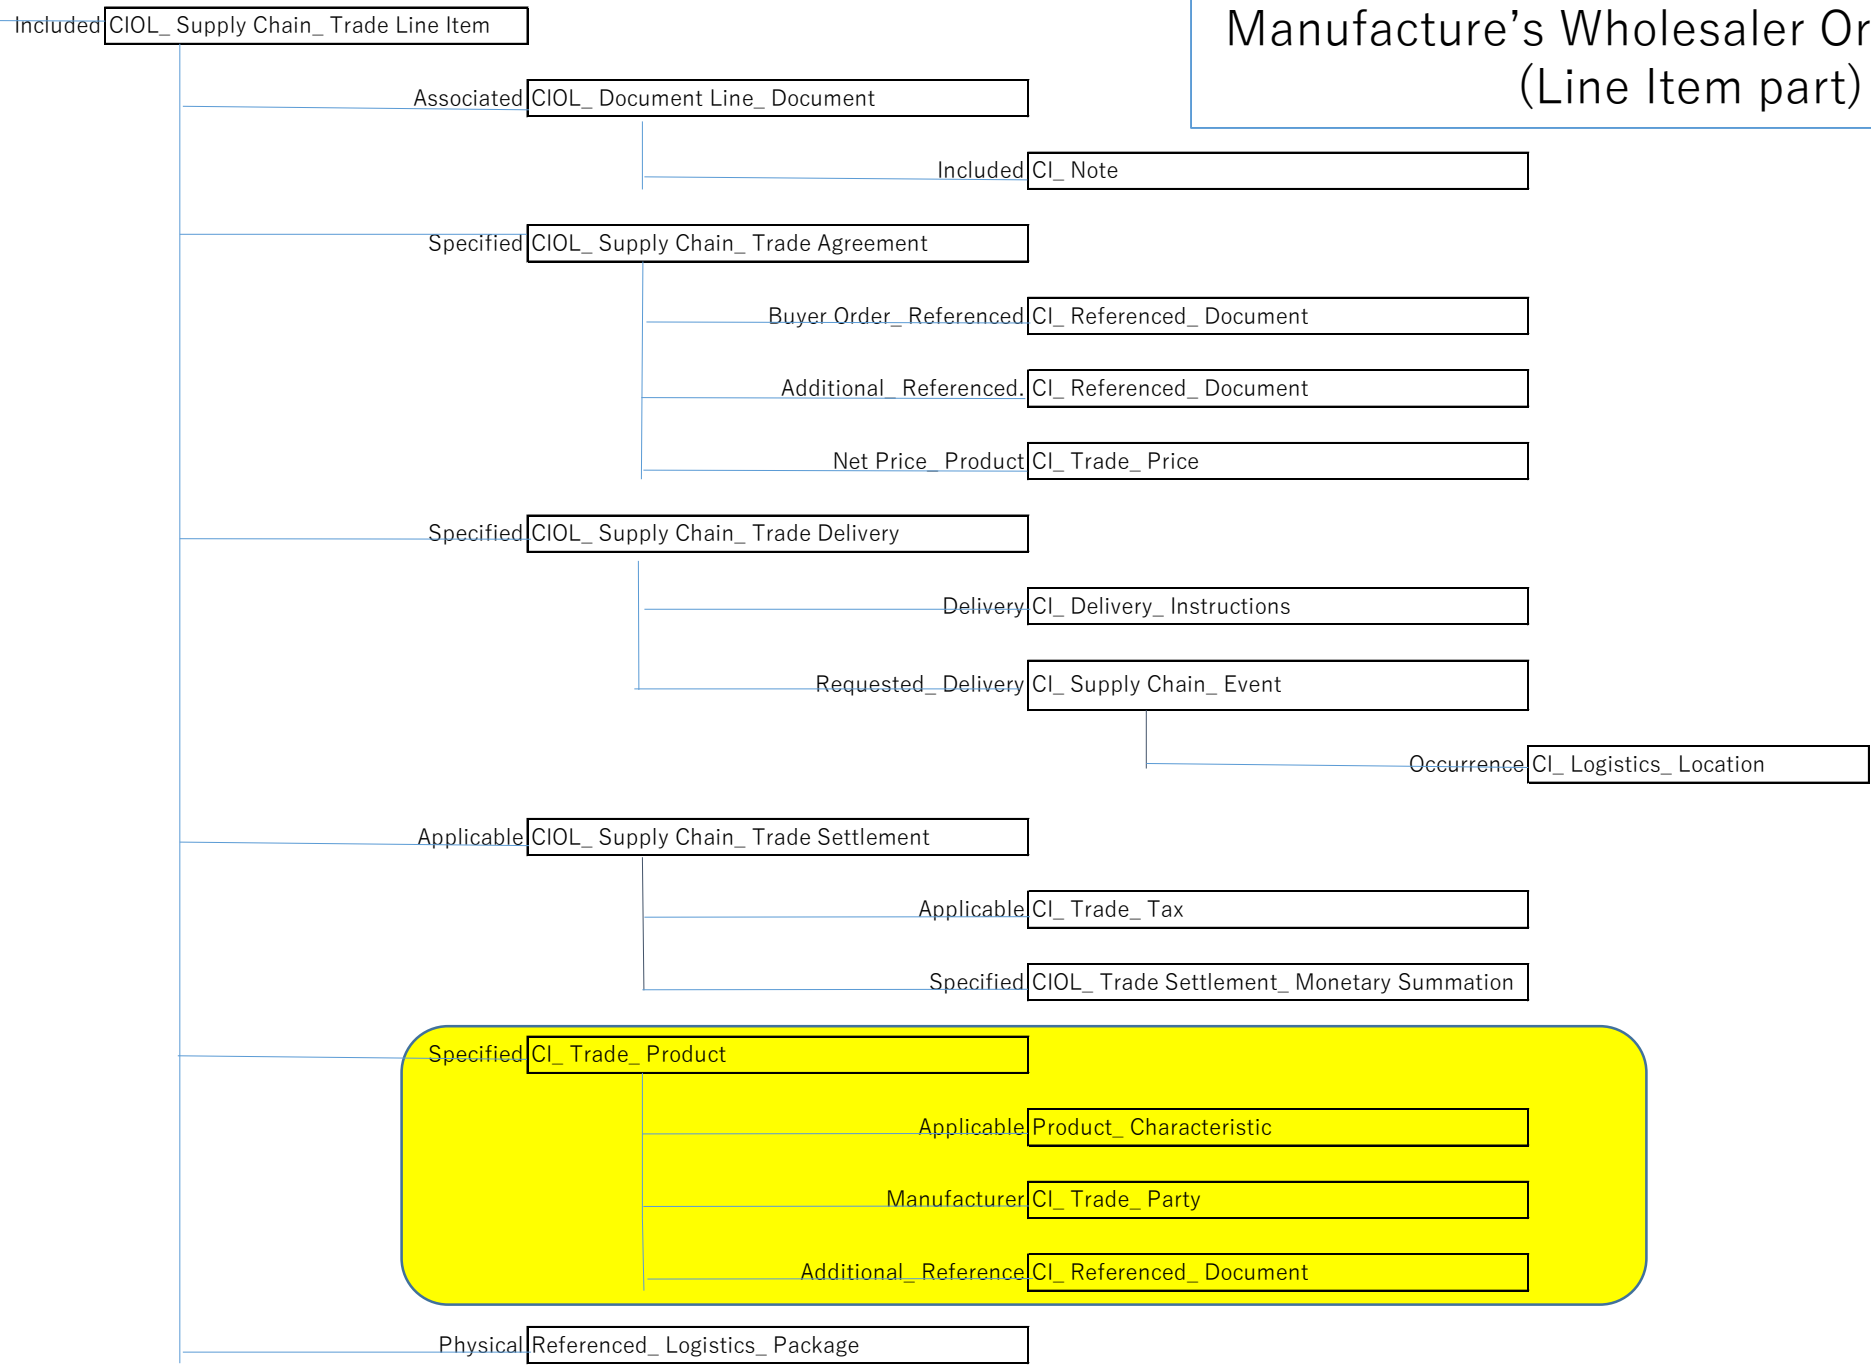 Included CIOL_ Supply Chain_ Trade Line Item
Manufacture’s Wholesaler Or
(Line Item part)
Associated CIOL_ Document Line_ Document
Included CI_ Note
Specified CIOL_ Supply Chain_ Trade Agreement
Buyer Order_ Referenced CI_ Referenced_ Document
Additional_ Referenced. CI_ Referenced_ Document
Net Price_ Product CI_ Trade_ Price
Specified CIOL_ Supply Chain_ Trade Delivery
Delivery CI_ Delivery_ Instructions
Requested_ Delivery CI_ Supply Chain_ Event
Occurrence CI_ Logistics_ Location
Applicable CIOL_ Supply Chain_ Trade Settlement
Applicable CI_ Trade_ Tax
Specified CIOL_ Trade Settlement_ Monetary Summation
Specified CI_ Trade_ Product
Applicable Product_ Characteristic
Manufacturer CI_ Trade_ Party
Additional_ Reference CI_ Referenced_ Document
Physical Referenced_ Logistics_ Package